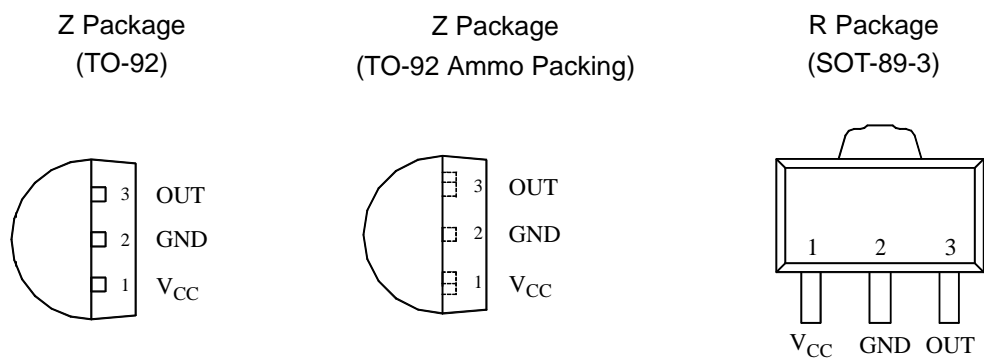 Z Package
(TO-92)
Z Package
(TO-92 Ammo Packing)
R Package
(SOT-89-3)
3 OUT
2 GND
1 VCC
3 OUT
2 GND
1 VCC
1 2 3
VCC GND OUT